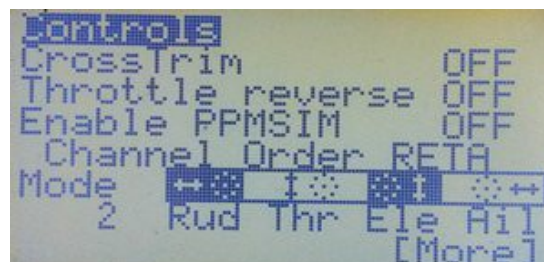 Controls
CrossTrim OFF
Throttle reverse OFF
Enable PPMSIM OFF
Channel Order RETA
Mode
2 Rud Thr Ele Ail
[More]